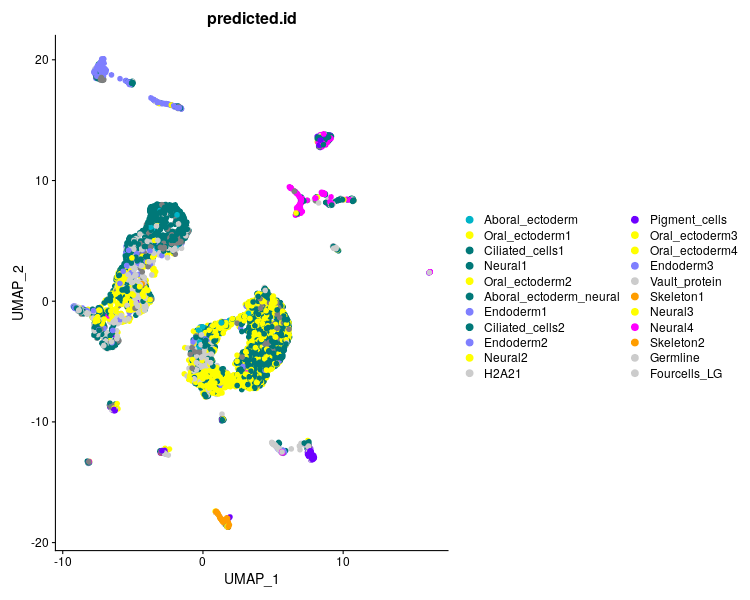 predicted.id
20
10
0
-10
-20
UMAP_2
-10
0
10
UMAP_1
Aboral_ectoderm
Oral_ectoderm1
Ciliated_cells1
Neural1
Oral_ectoderm2
Aboral_ectoderm_neural
Endoderm1
Ciliated_cells2
Endoderm2
Neural2
H2A21
Pigment_cells
Oral_ectoderm3
Oral_ectoderm4
Endoderm3
Vault_protein
Skeleton1
Neural3
Neural4
Skeleton2
Germline
Fourcells_LG